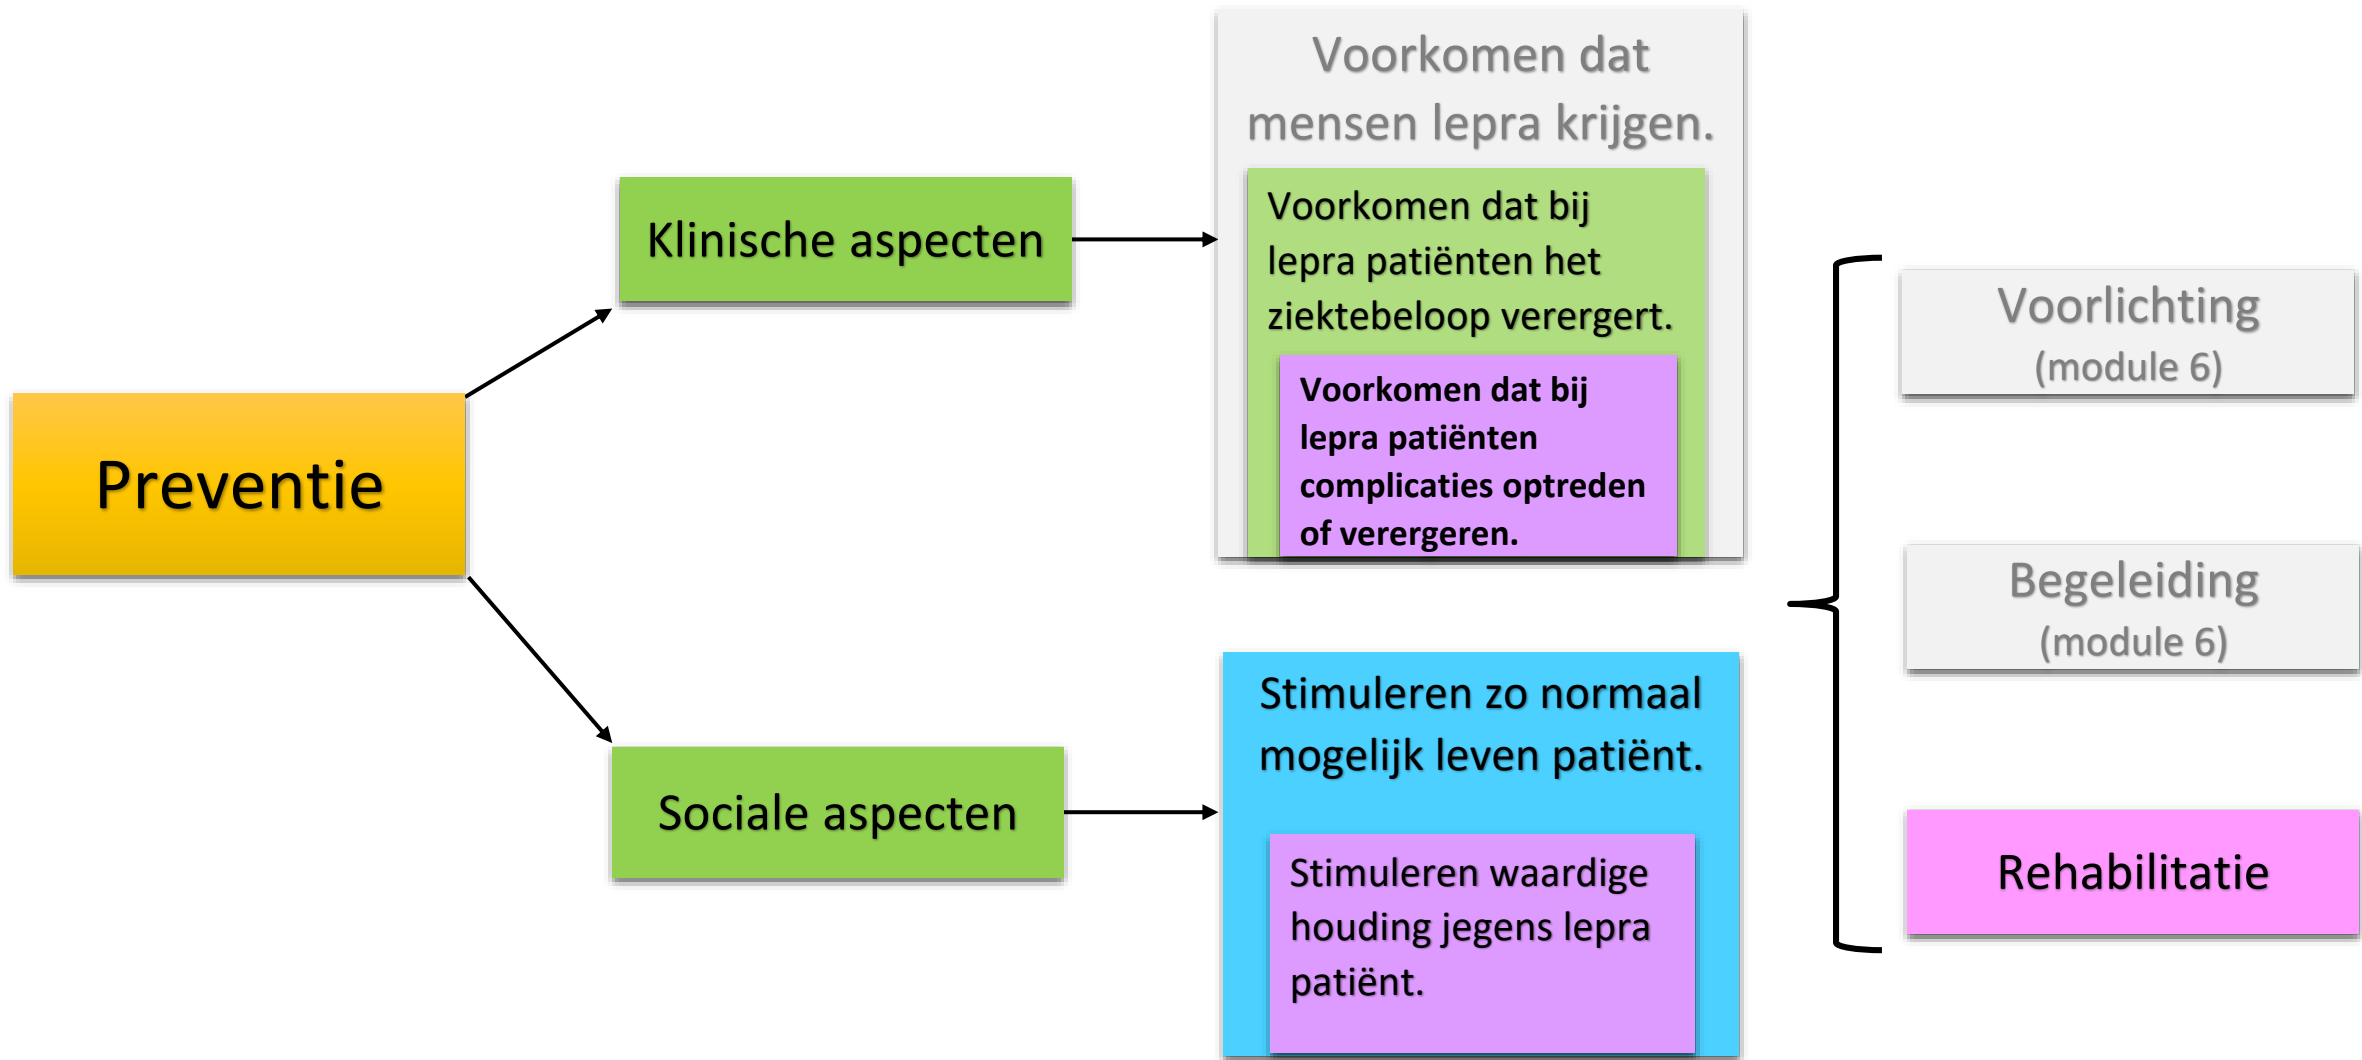 Preventie
Klinische aspecten
Voorkomen dat
mensen lepra krijgen.
Voorkomen dat bij
lepra patiënten het
ziektebeloop verergert.
Voorkomen dat bij
lepra patiënten
complicaties optreden
of verergeren.
Sociale aspecten
Stimuleren zo normaal
mogelijk leven patiënt.
Stimuleren waardige
houding jegens lepra
patiënt.
Voorlichting
(module 6)
Begeleiding
(module 6)
Rehabilitatie